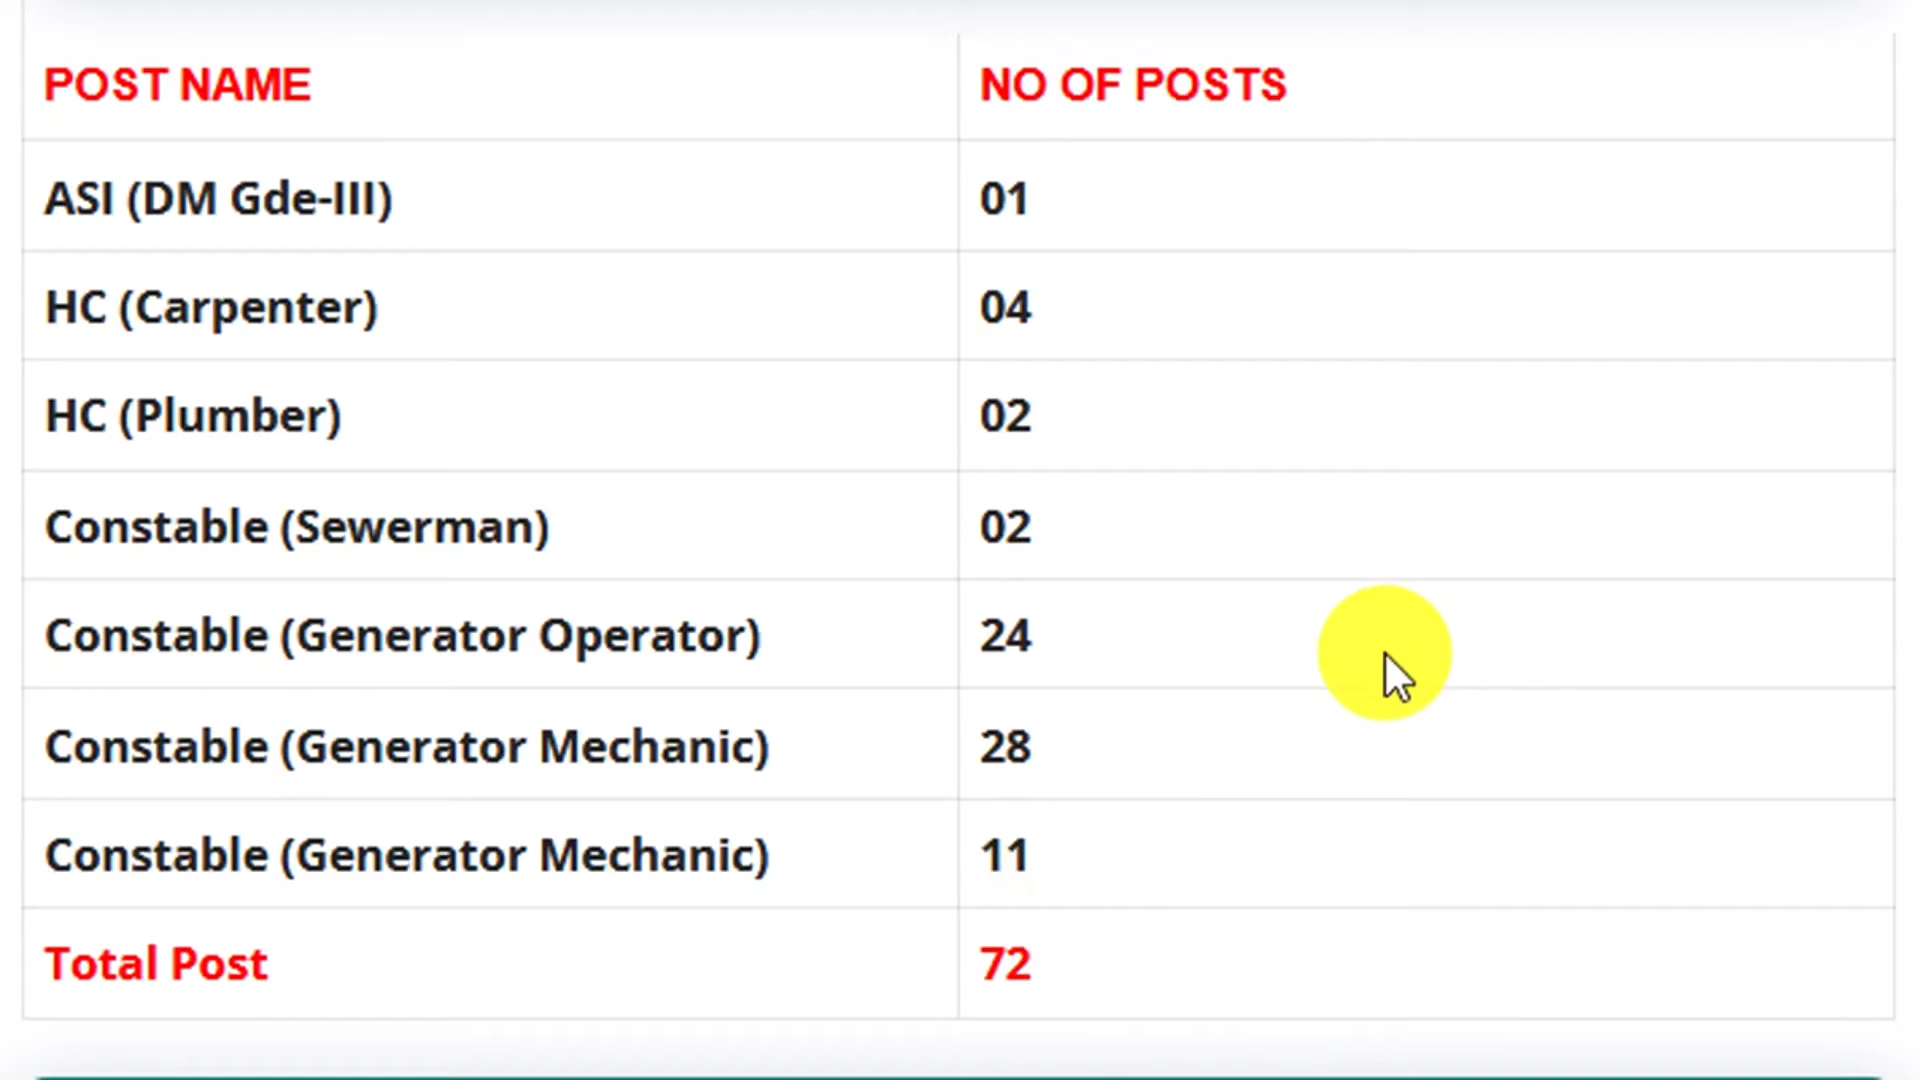 POST NAME NO OF POSTS
ASI (DM Gde-III) 01
HC (Carpenter) 04
HC (Plumber) 02
Constable (Sewerman) 02
Constable (Generator Operator) 24
Constable (Generator Mechanic) 28
Constable (Generator Mechanic) 11
Total Post 72